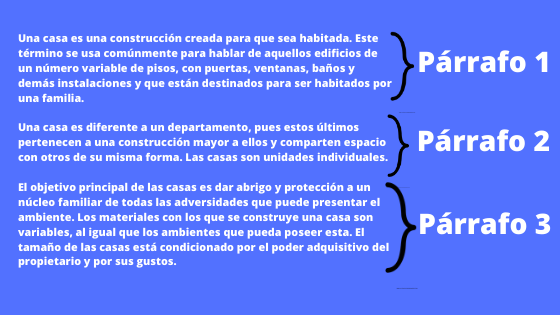 Una casa es una construcción creada para que sea habitada. Este
término se usa comúnmente para hablar de aquellos edificios de
un número variable de pisos, con puertas, ventanas, baños y
demás instalaciones y que están destinados para ser habitados por
una familia.
Párrafo 1
Una casa es diferente a un departamento, pues estos últimos
pertenecen a una construcción mayor a ellos y comparten espacio
con otros de su misma forma. Las casas son unidades individuales.
Párrafo 2
El objetivo principal de las casas es dar abrigo y protección a un
núcleo familiar de todas las adversidades que puede presentar el
ambiente. Los materiales con los que se construye una casa son
variables, al igual que los ambientes que pueda poseer esta. El
tamaño de las casas está condicionado por el poder adquisitivo del
propietario y por sus gustos.
Párrafo 3